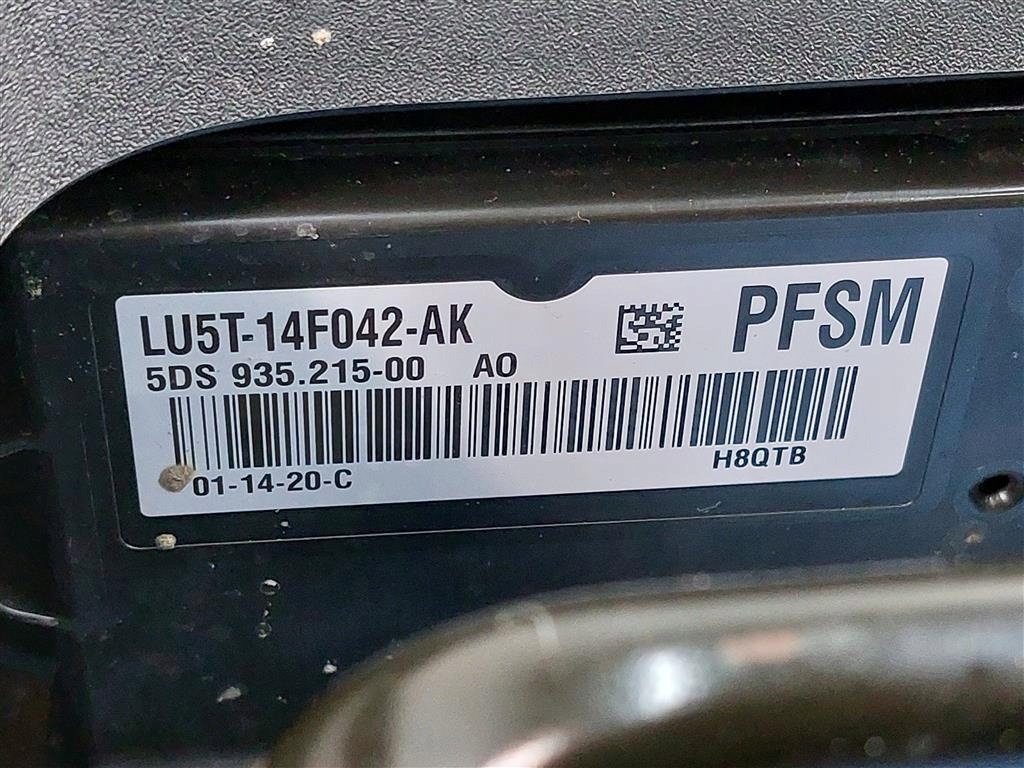 LU5T-14F042-AK
PFSM
5DS 935.215-00 AO
01-14-20-C
H8QTB